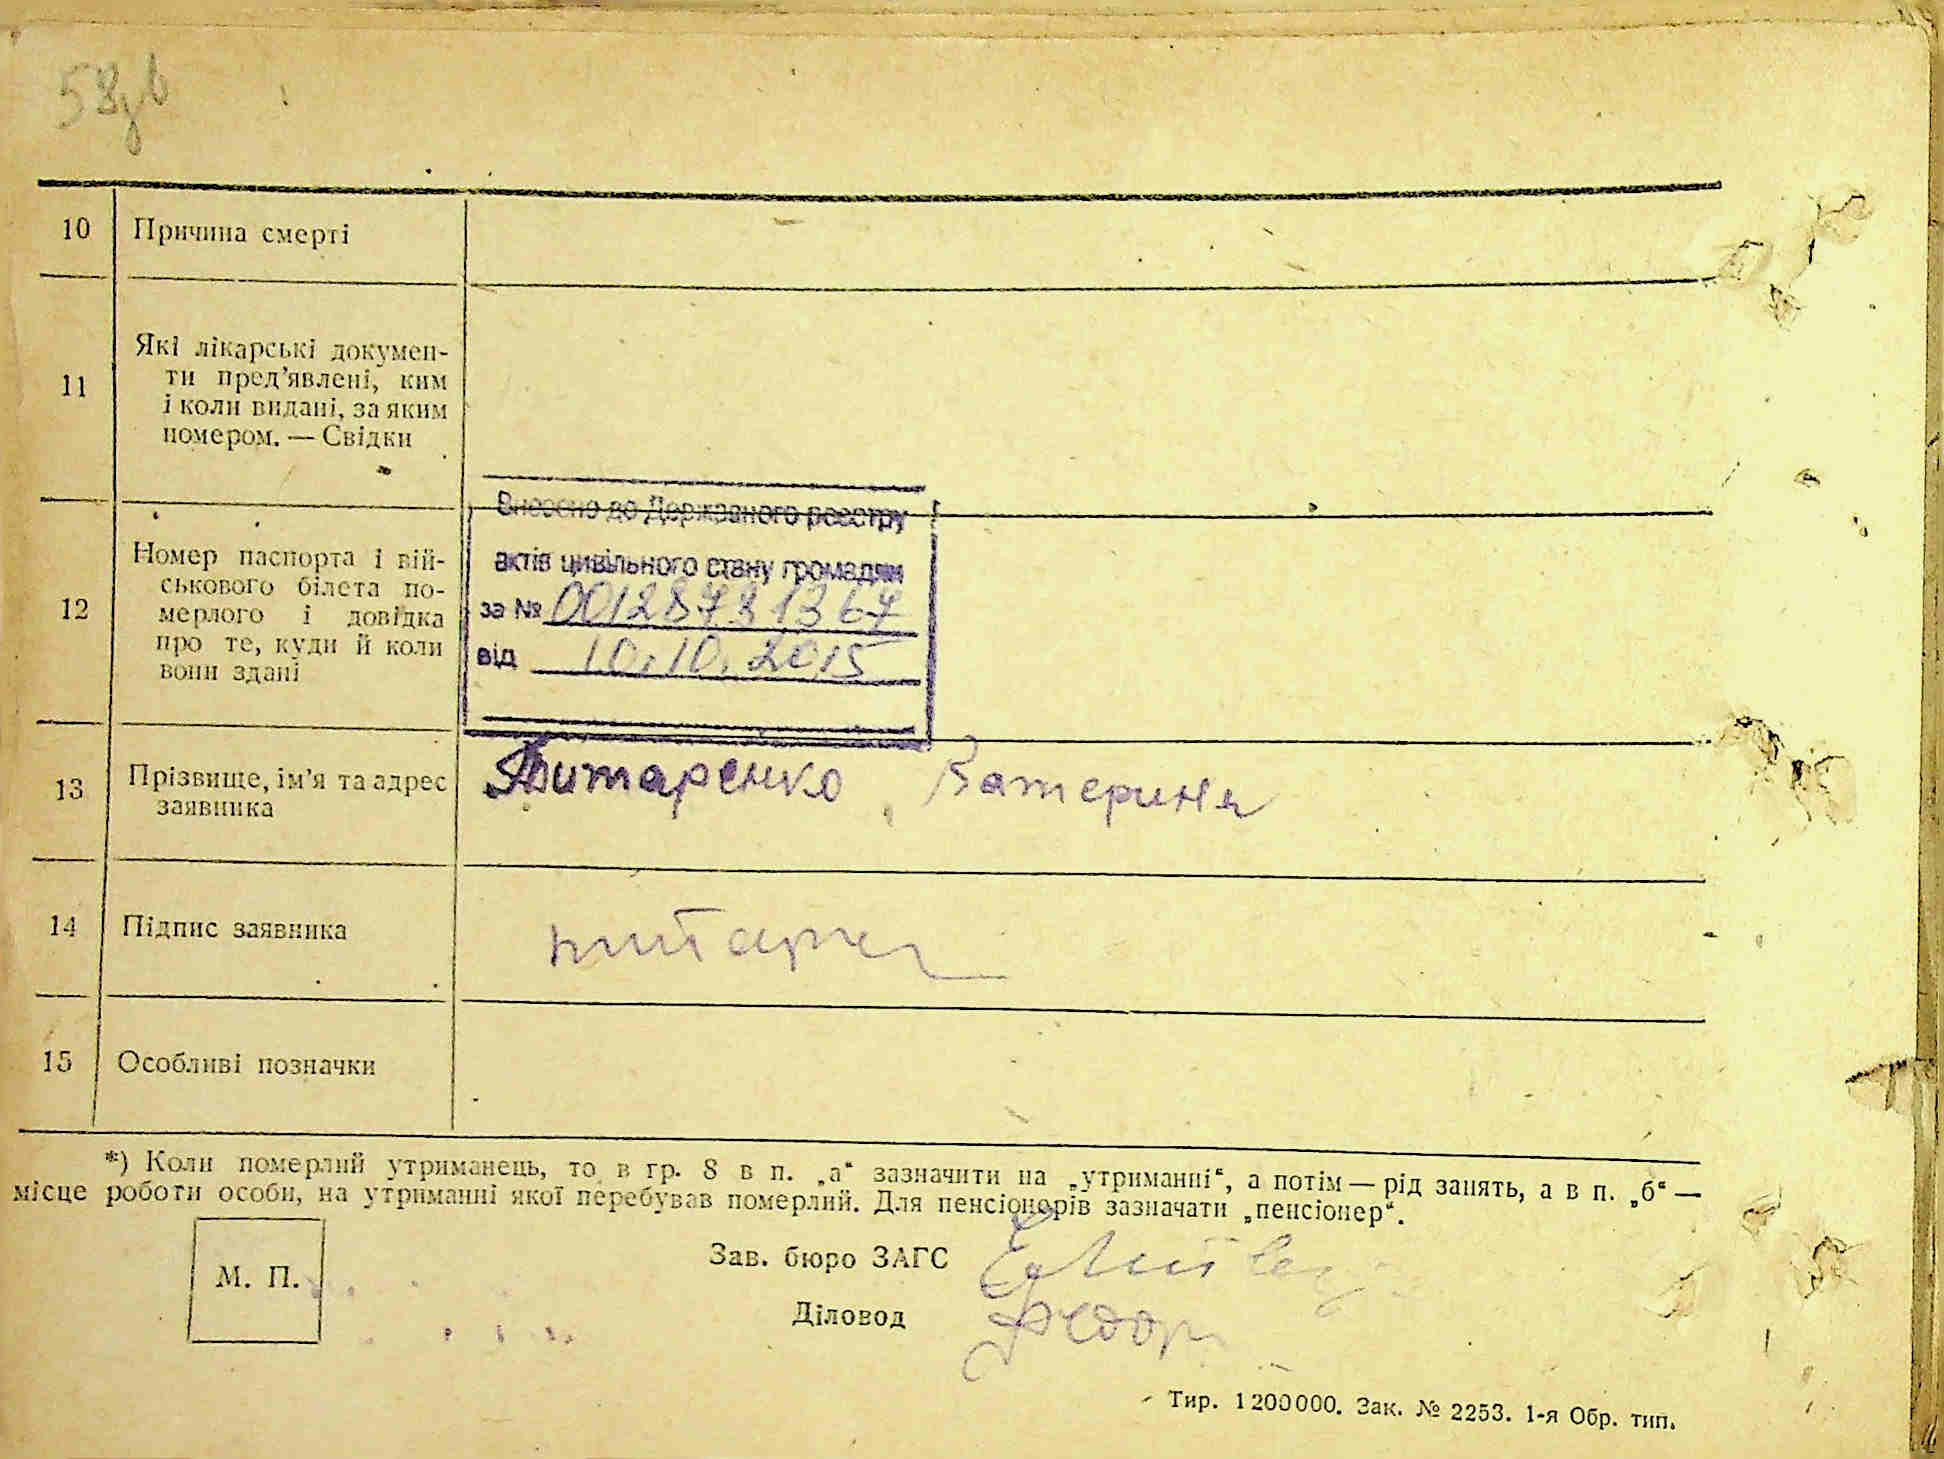 58зв
10 Причина смерті
11 Які лікарські докумен-
ти пред’явлені, ким
і коли видані, за яким
номером. — Свідки
Внесено до Державного реєстру
актів цивільного стану громадян
за № 00128731367
від 10.10.2015
12 Номер паспорта і вій-
ськового білета по-
мерлого і довідка
про те, куди й коли
вони здані
13 Прізвище, ім’я та адрес
заявника
Титаренко Катерина
14 Підпис заявника
15 Особливі позначки
*) Коли померлий утриманець, то в гр. 8 в п. „а“ зазначити на „утриманні“, а потім — рід занять, а в п. „б“ —
місце роботи особи, на утриманні якої перебував померлий. Для пенсіонерів зазначати „пенсіонер“.
М. П.
Зав. бюро ЗАГС
Діловод
Тир. 1200000. Зак. № 2253. 1-я Обр. тип.